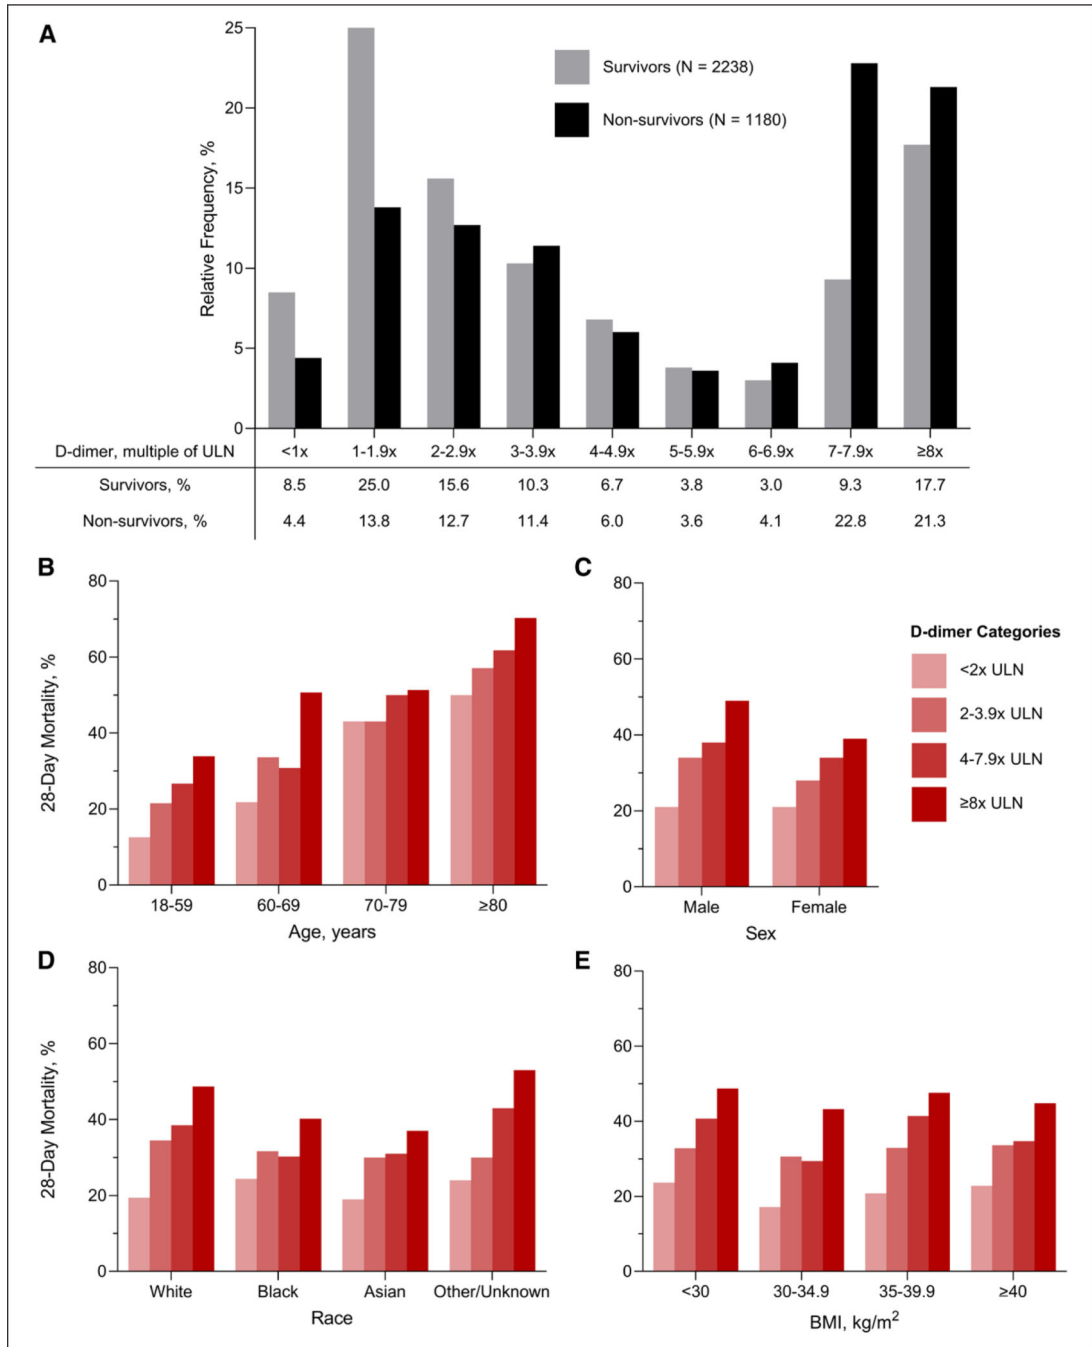 A
25
20
15
10
5
0
Relative Frequency, %
Survivors (N = 2238)
Non-survivors (N = 1180)
D-dimer, multiple of ULN <1x 1-1.9x 2-2.9x 3-3.9x 4-4.9x 5-5.9x 6-6.9x 7-7.9x ≥8x
Survivors, % 8.5 25.0 15.6 10.3 6.7 3.8 3.0 9.3 17.7
Non-survivors, % 4.4 13.8 12.7 11.4 6.0 3.6 4.1 22.8 21.3
B
80
60
40
20
0
28-Day Mortality, %
18-59 60-69 70-79 ≥80
Age, years
C
80
60
40
20
0
Male Female
Sex
D-dimer Categories
<2x ULN
2-3.9x ULN
4-7.9x ULN
≥8x ULN
D
80
60
40
20
0
28-Day Mortality, %
White Black Asian Other/Unknown
Race
E
80
60
40
20
0
<30 30-34.9 35-39.9 ≥40
BMI, kg/m²